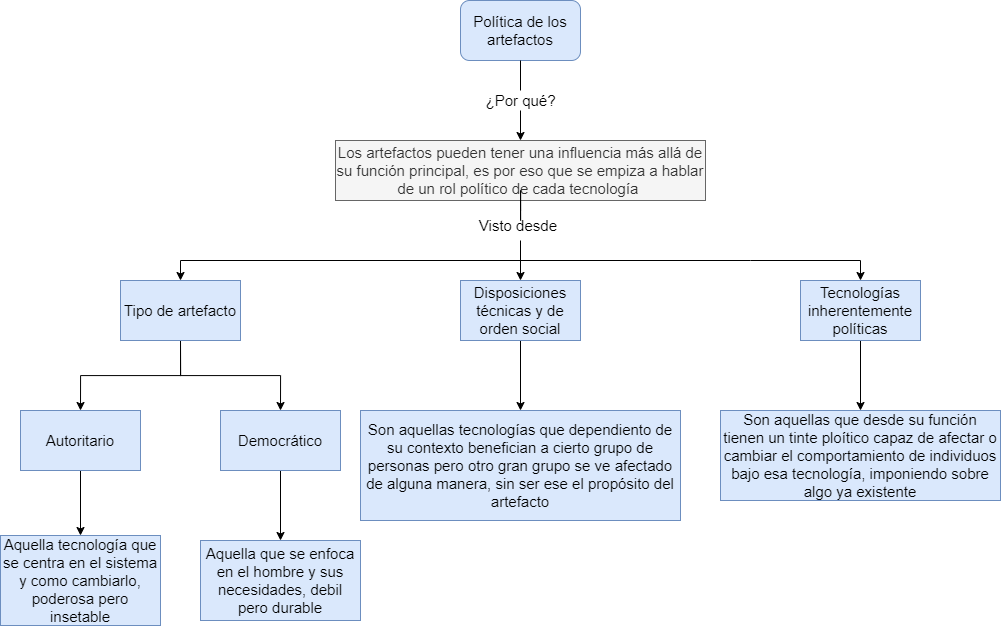 Política de los
artefactos
¿Por qué?
Los artefactos pueden tener una influencia más allá de
su función principal, es por eso que se empiza a hablar
de un rol político de cada tecnología
Visto desde
Tipo de artefacto
Disposiciones
técnicas y de
orden social
Tecnologías
inherentemente
políticas
Autoritario
Democrático
Son aquellas tecnologías que dependiento de
su contexto benefician a cierto grupo de
personas pero otro gran grupo se ve afectado
de alguna manera, sin ser ese el propósito del
artefacto
Son aquellas que desde su función
tienen un tinte ploítico capaz de afectar o
cambiar el comportamiento de individuos
bajo esa tecnología, imponiendo sobre
algo ya existente
Aquella tecnología que
se centra en el sistema
y como cambiarlo,
poderosa pero
insetable
Aquella que se enfoca
en el hombre y sus
necesidades, debil
pero durable